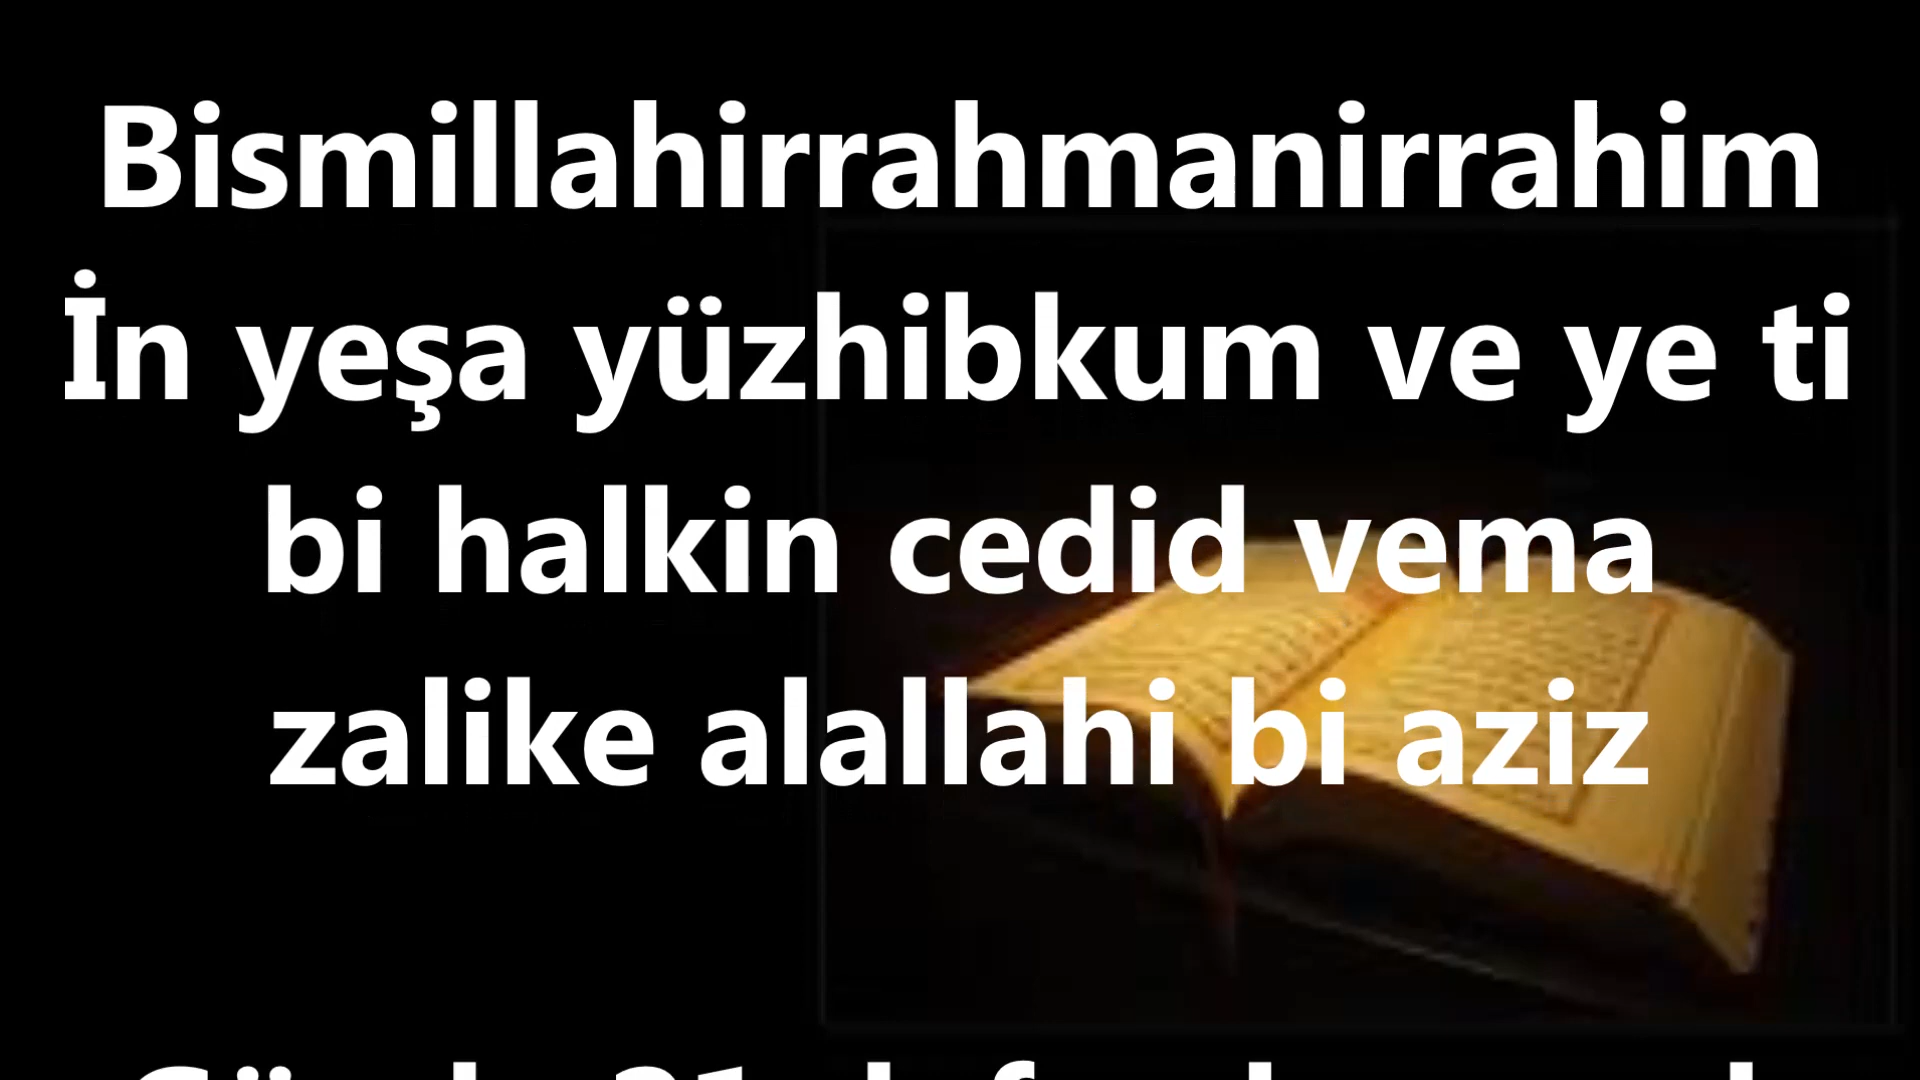 Bismillahirrahmanirrahim
İn yeşa yüzhibkum ve ye ti
bi halkin cedid vema
zalike alallahi bi aziz